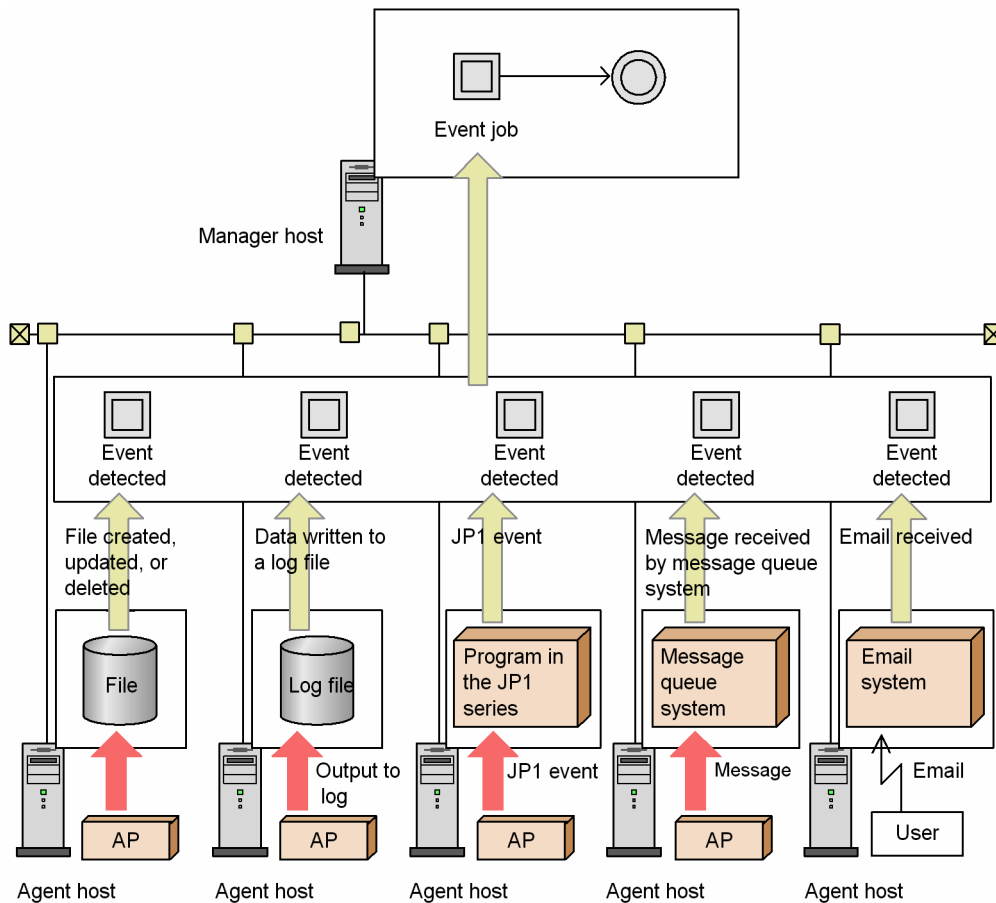 Event job
Manager host
Event
detected
Event
detected
Event
detected
Event
detected
Event
detected
File created,
updated, or
deleted
Data written to
a log file
JP1 event
Message received
by message queue
system
Email received
File
Log file
Program in
the JP1
series
Message
queue
system
Email
system
Output to
log
JP1 event
Message
Email
AP
AP
AP
AP
User
Agent host
Agent host
Agent host
Agent host
Agent host